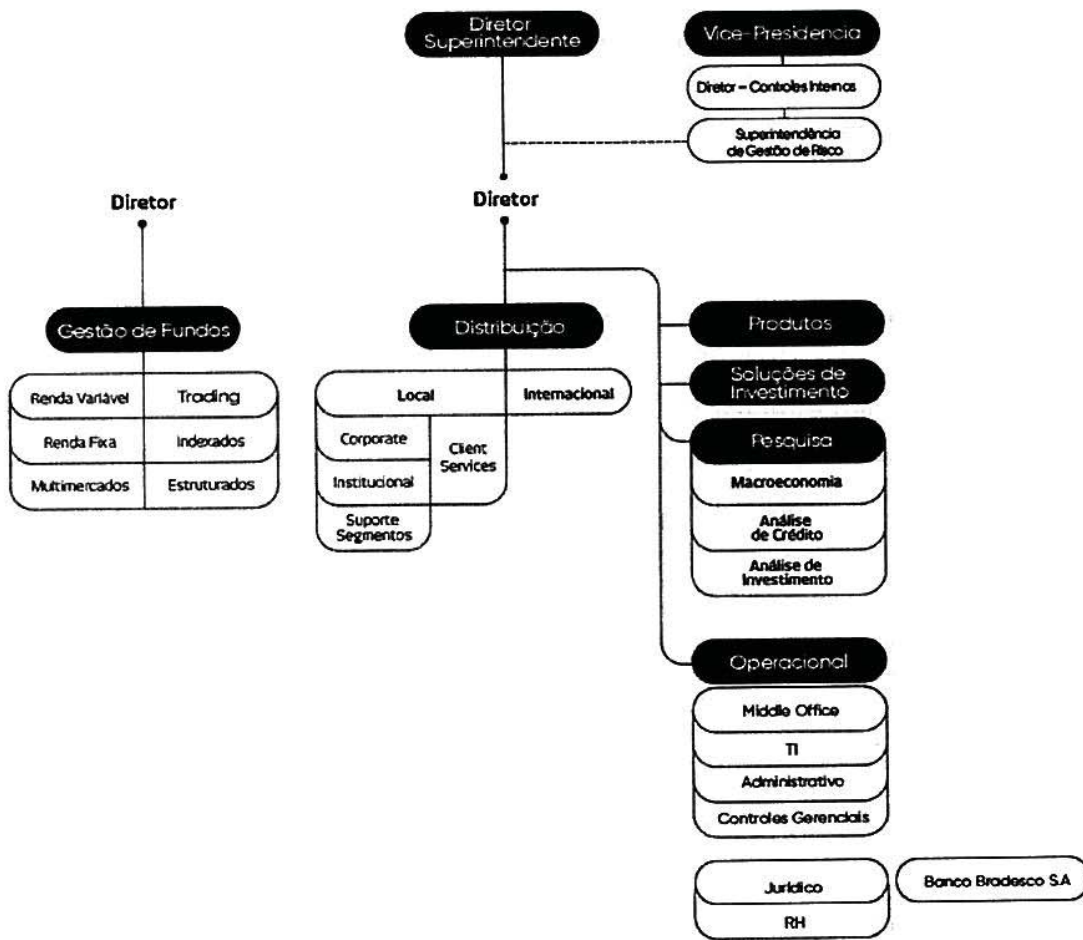 Diretor
Superintendente
Vice-Presidencia
Diretor - Controles Internos
Superintendência
de Gestão de Risco
Diretor
Diretor
Gestão de Fundos
Renda Variável
Trading
Renda Fixa
Indexados
Multimercados
Estruturados
Distribuição
Local
Internacional
Corporate
Client
Services
Institucional
Suporte
Segmentos
Produtos
Soluções de
Investimento
Pesquisa
Macroeconomia
Análise
de Crédito
Análise de
Investimento
Operacional
Middle Office
TI
Administrativo
Controles Gerenciais
Jurídico
RH
Banco Bradesco S.A